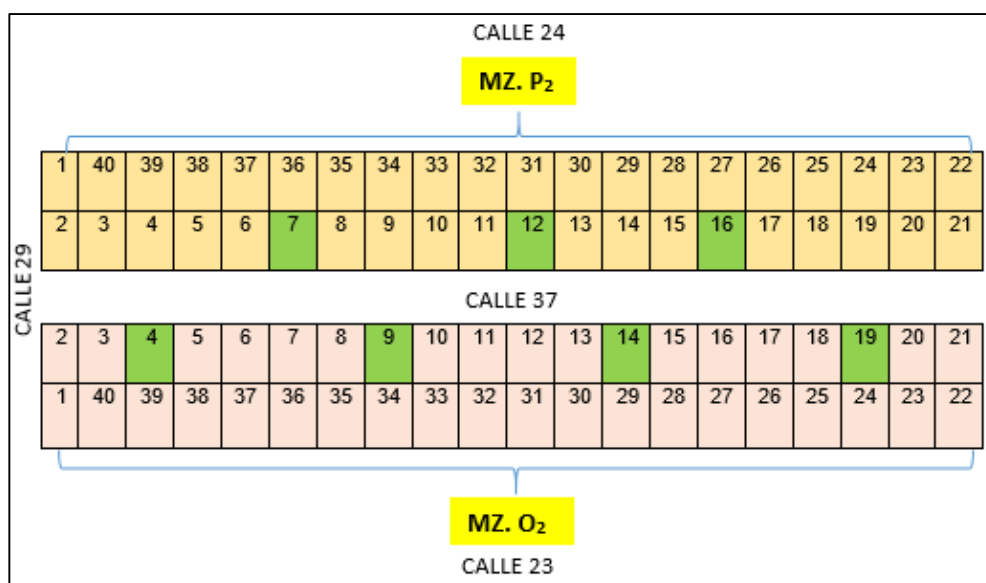 CALLE 24
MZ. P₂
1 40 39 38 37 36 35 34 33 32 31 30 29 28 27 26 25 24 23 22
2 3 4 5 6 7 8 9 10 11 12 13 14 15 16 17 18 19 20 21
CALLE 29
CALLE 37
2 3 4 5 6 7 8 9 10 11 12 13 14 15 16 17 18 19 20 21
1 40 39 38 37 36 35 34 33 32 31 30 29 28 27 26 25 24 23 22
MZ. O₂
CALLE 23